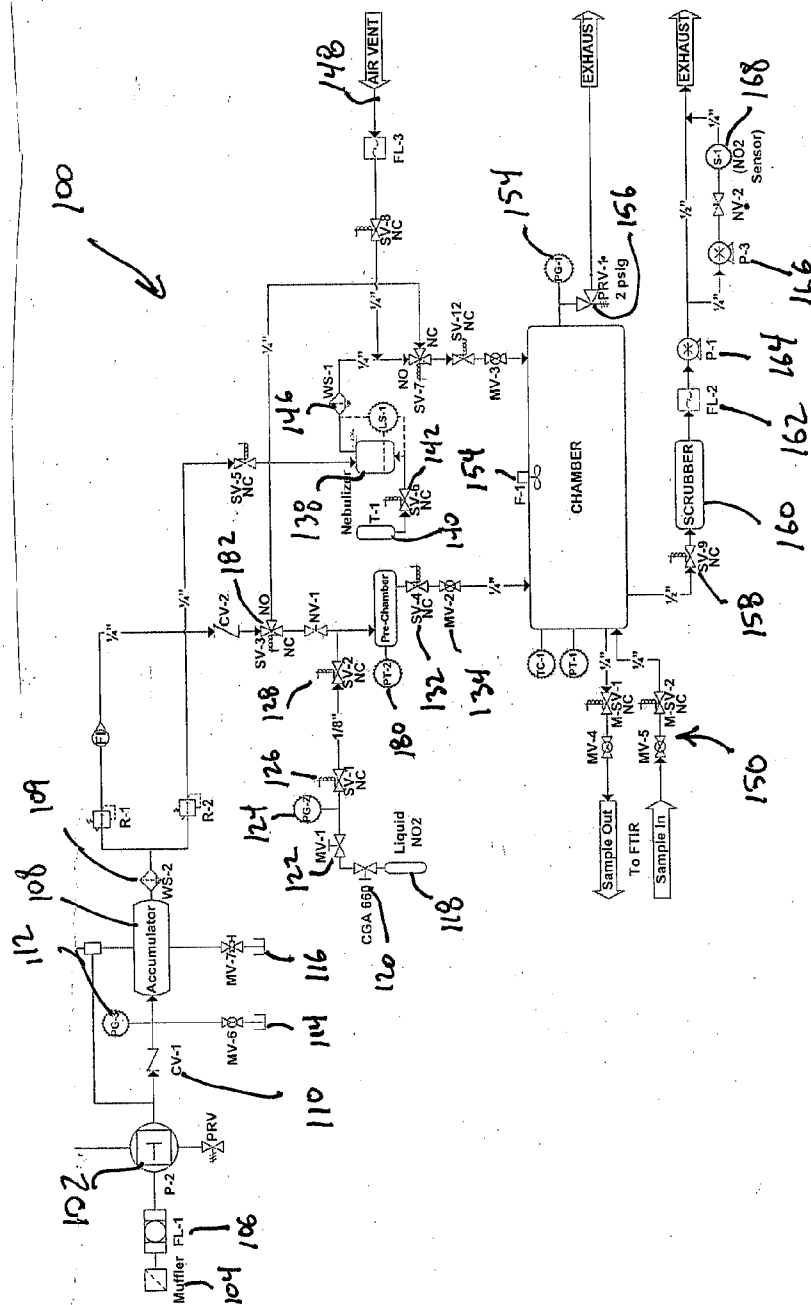 100
148
AIR VENT
FL-3
SV-8
NC
¼"
¼"
EXHAUST
EXHAUST
154
PG-1
PRV-1
2 psig
156
168
S-1
(NO2
Sensor)
NV-2
P-3
166
¼"
¼"
½"
P-1
164
FL-2
162
SCRUBBER
160
SV-9
NC
158
½"
NO
NC
SV-7
SV-12
NC
MV-3
WS-1
¼"
146
LS-1
138
Nebulizer
142
SV-6
NC
T-1
140
SV-5
NC
¼"
F-1
154
CHAMBER
182
CV-2
NO
SV-3
NC
NV-1
¼"
128
SV-2
NC
Pre-Chamber
PT-2
180
SV-4
NC
132
MV-2
134
¼"
1/8"
126
SV-1
NC
124
PG-2
MV-1
122
CGA 660
120
Liquid
NO2
118
TC-1
PT-1
¼"
¼"
M-SV-1
NC
M-SV-2
NC
MV-4
MV-5
150
Sample Out
To FTIR
Sample In
FI
R-1
R-2
109
WS-2
108
Accumulator
112
PG-3
MV-7
116
MV-6
114
CV-1
110
102
P-2
PRV
FL-1
106
Muffler
104